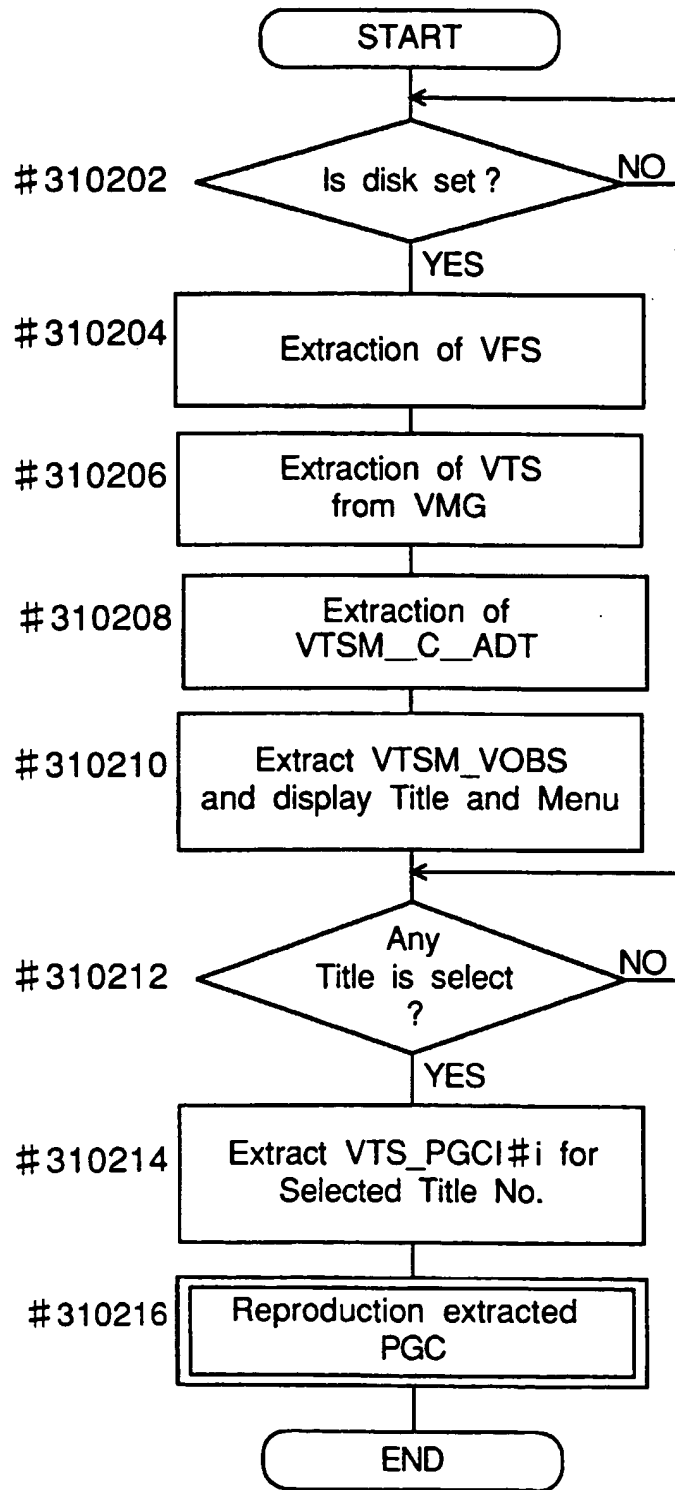 START
#310202
Is disk set ?
NO
YES
#310204
Extraction of VFS
#310206
Extraction of VTS
from VMG
#310208
Extraction of
VTSM__C__ADT
#310210
Extract VTSM_VOBS
and display Title and Menu
#310212
Any
Title is select
?
NO
YES
#310214
Extract VTS_PGCI#i for
Selected Title No.
#310216
Reproduction extracted
PGC
END